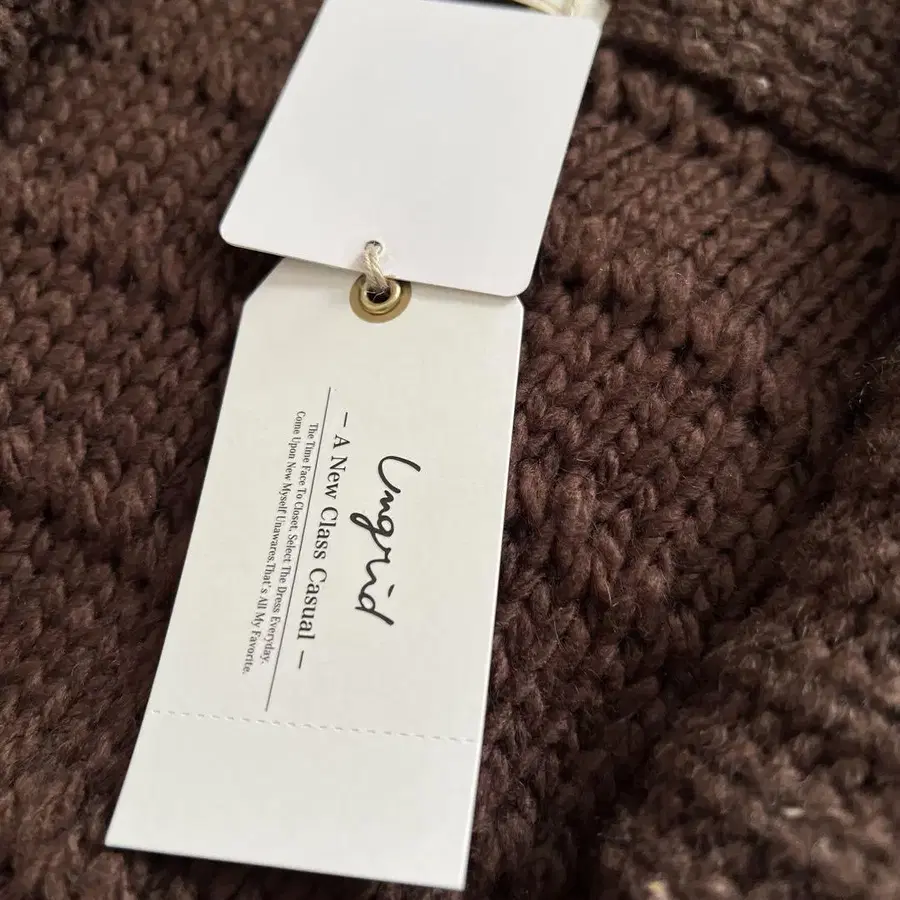 Ungrid
– A New Class Casual –
The Time Face To Closet, Select The Dress Everyday.
Come Upon New Myself Unawares.That's All My Favorite.